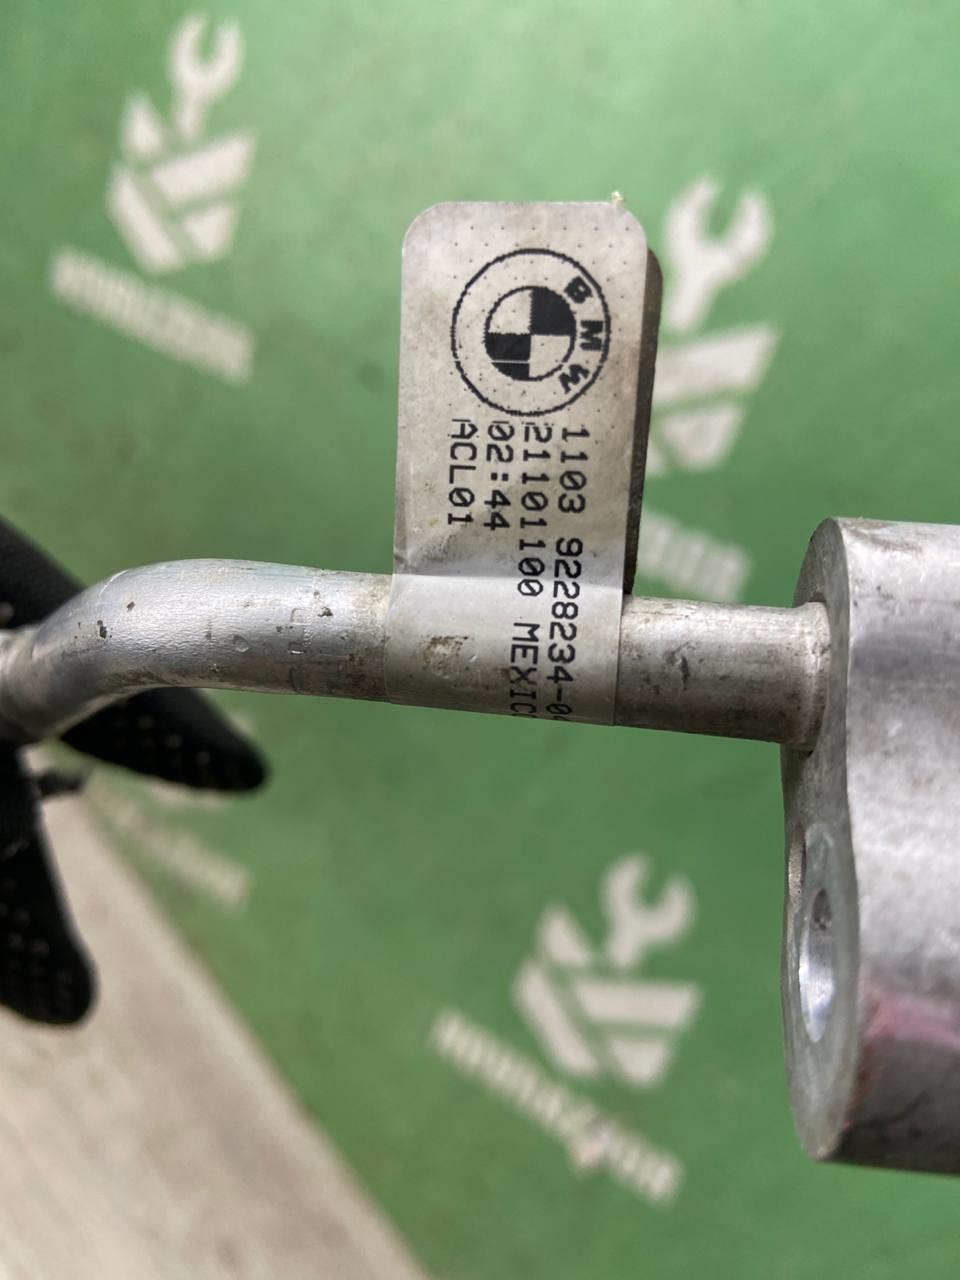 BMW
1103 9228234-0
21101100 MEXIC
02:44
ACL01